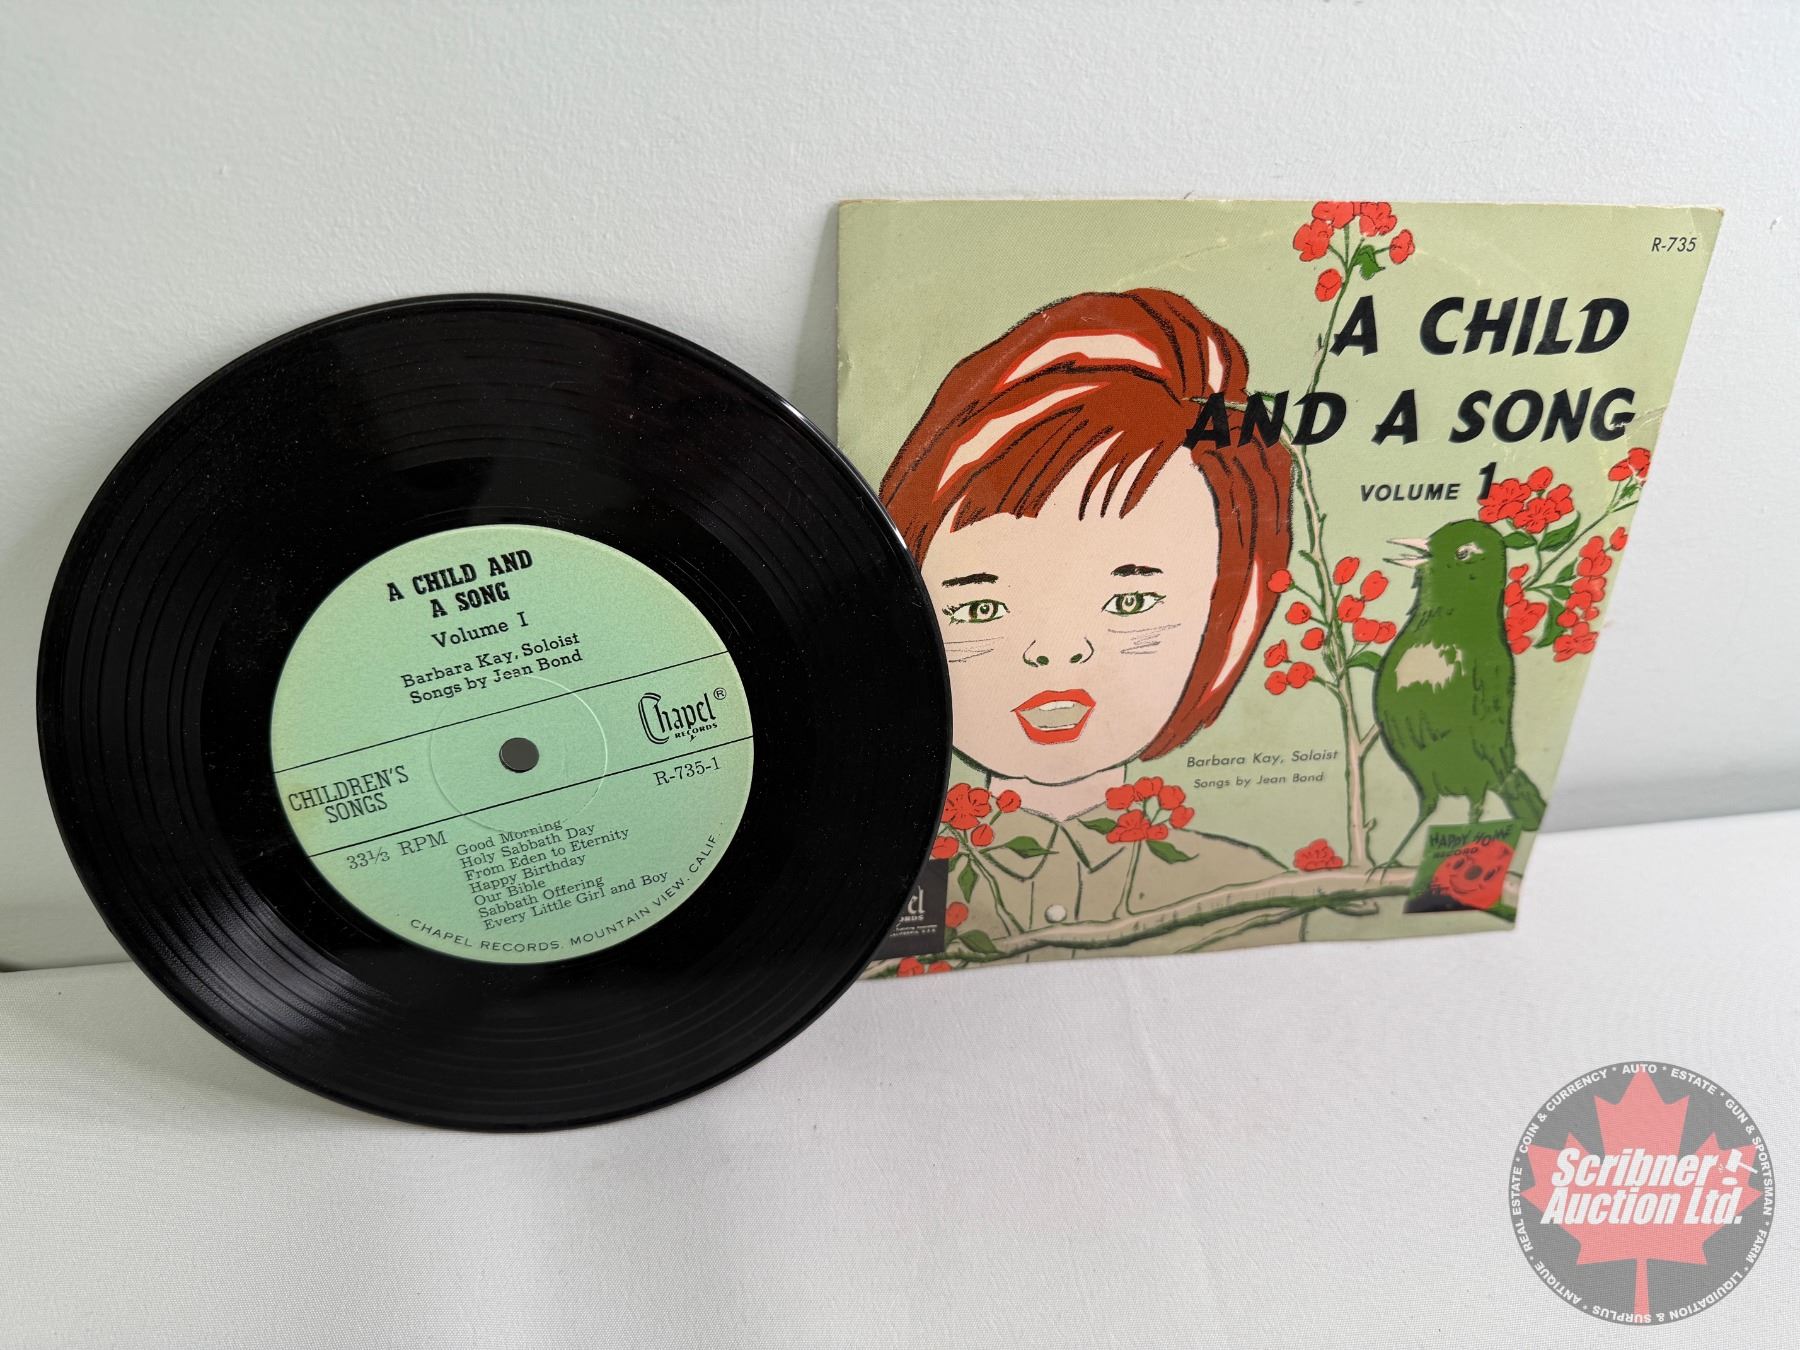 A CHILD AND
A SONG
Volume I
Barbara Kay, Soloist
Songs by Jean Bond
Chapel ®
RECORDS
CHILDREN'S
SONGS
R-735-1
33⅓ RPM
Good Morning
Holy Sabbath Day
From Eden to Eternity
Happy Birthday
Our Bible
Sabbath Offering
Every Little Girl and Boy
CHAPEL RECORDS, MOUNTAIN VIEW, CALIF.
R-735
A CHILD
AND A SONG
VOLUME 1
Barbara Kay, Soloist
Songs by Jean Bond
HAPPY HOME
RECORD
Scribner
Auction Ltd.
REAL ESTATE * COIN & CURRENCY * AUTO * ESTATE * GUN & SPORTSMAN * FARM * LIQUIDATION & SURPLUS * ANTIQUE *